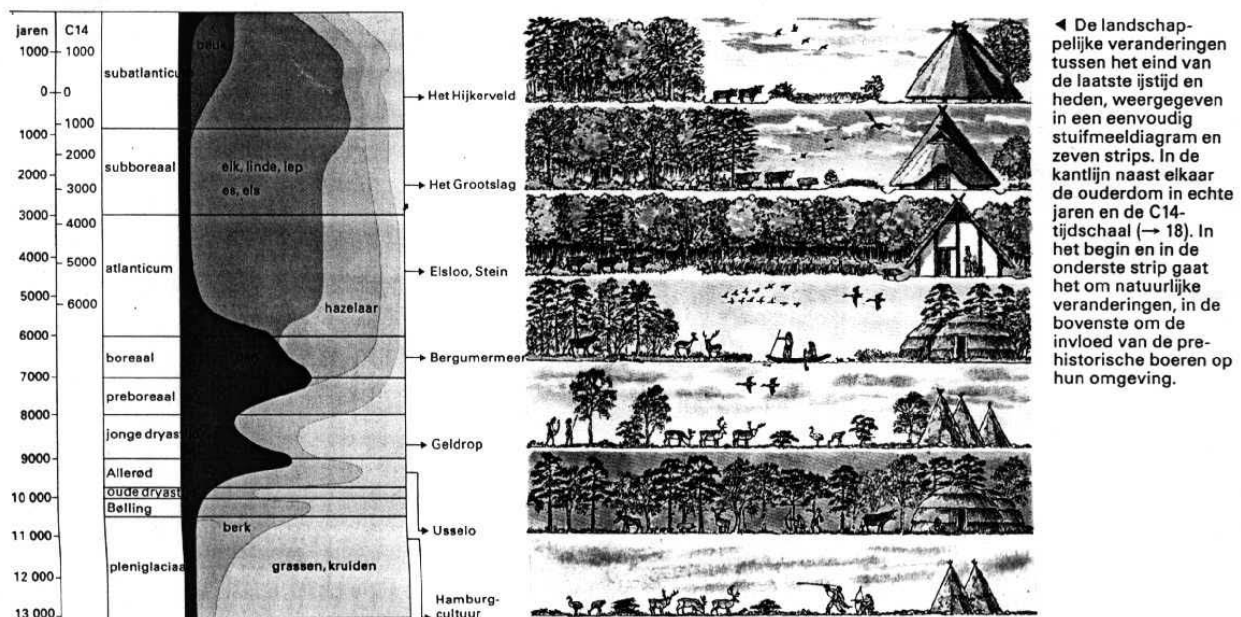 jaren C14
1000 1000
0 0
1000
1000
2000
2000
3000
3000
4000
4000
5000
5000
6000
6000
7000
8000
9000
10 000
11 000
12 000
13 000
subatlanticu
subboreaal
atlanticum
boreaal
preboreaal
jonge dryas
Allerød
oude dryas
Bølling
pleniglaciaa
beuk
eik, linde, iep
es, els
hazelaar
berk
grassen, kruiden
Het Hijkerveld
Het Grootslag
Elsloo, Stein
Bergumermeer
Geldrop
Usselo
Hamburg-
cultuur
◄ De landschap-
pelijke veranderingen
tussen het eind van
de laatste ijstijd en
heden, weergegeven
in een eenvoudig
stuifmeeldiagram en
zeven strips. In de
kantlijn naast elkaar
de ouderdom in echte
jaren en de C14-
tijdschaal (→ 18). In
het begin en in de
onderste strip gaat
het om natuurlijke
veranderingen, in de
bovenste om de
invloed van de pre-
historische boeren op
hun omgeving.